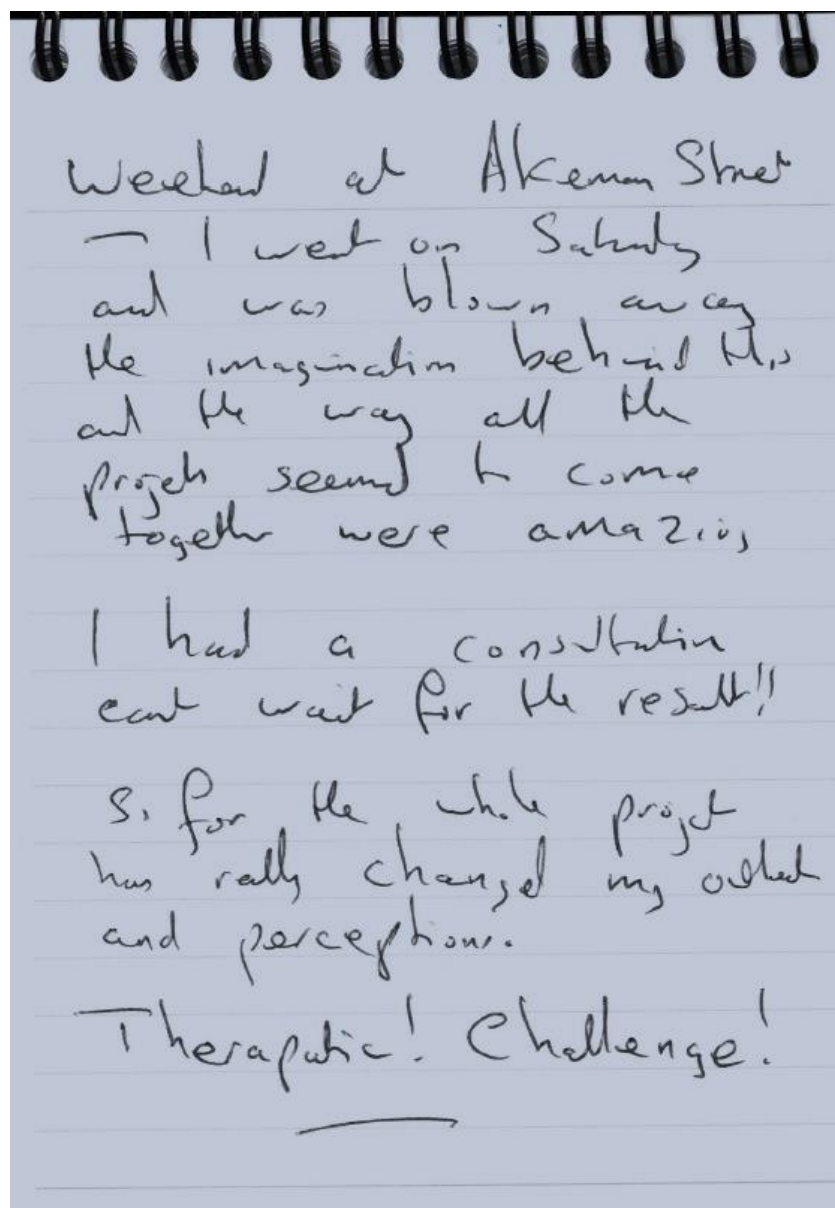 Weekend at Akeman Street
— I went on Saturday
and was blown away
the imagination behind this
and the way all the
projects seemed to come
together were amazing
I had a consultation
cant wait for the result!!
So far the whole project
has really changed my outlook
and perceptions.
Theraputic! Challenge!